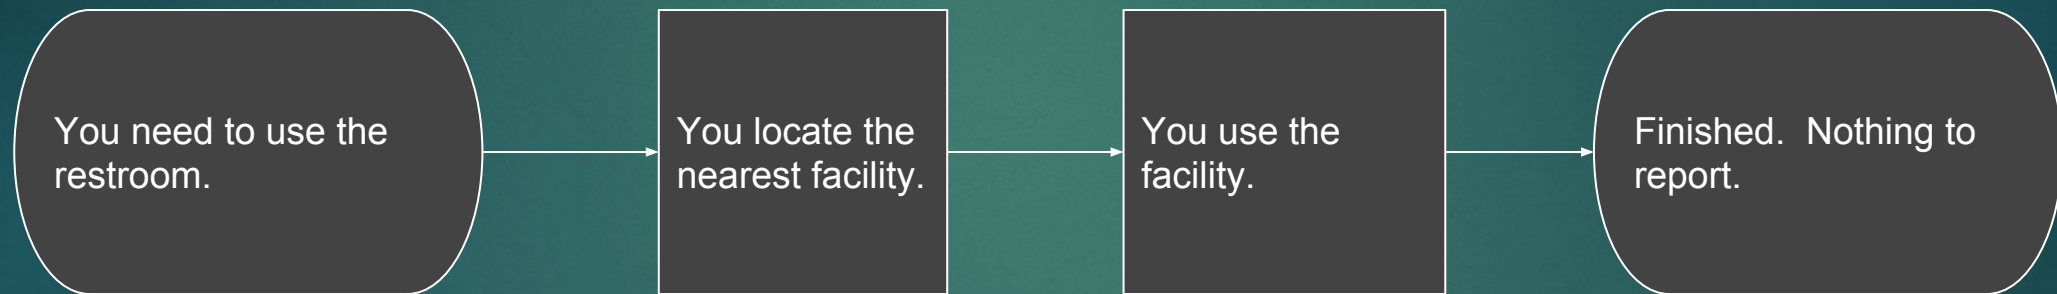 You need to use the
restroom.
You locate the
nearest facility.
You use the
facility.
Finished.  Nothing to
report.